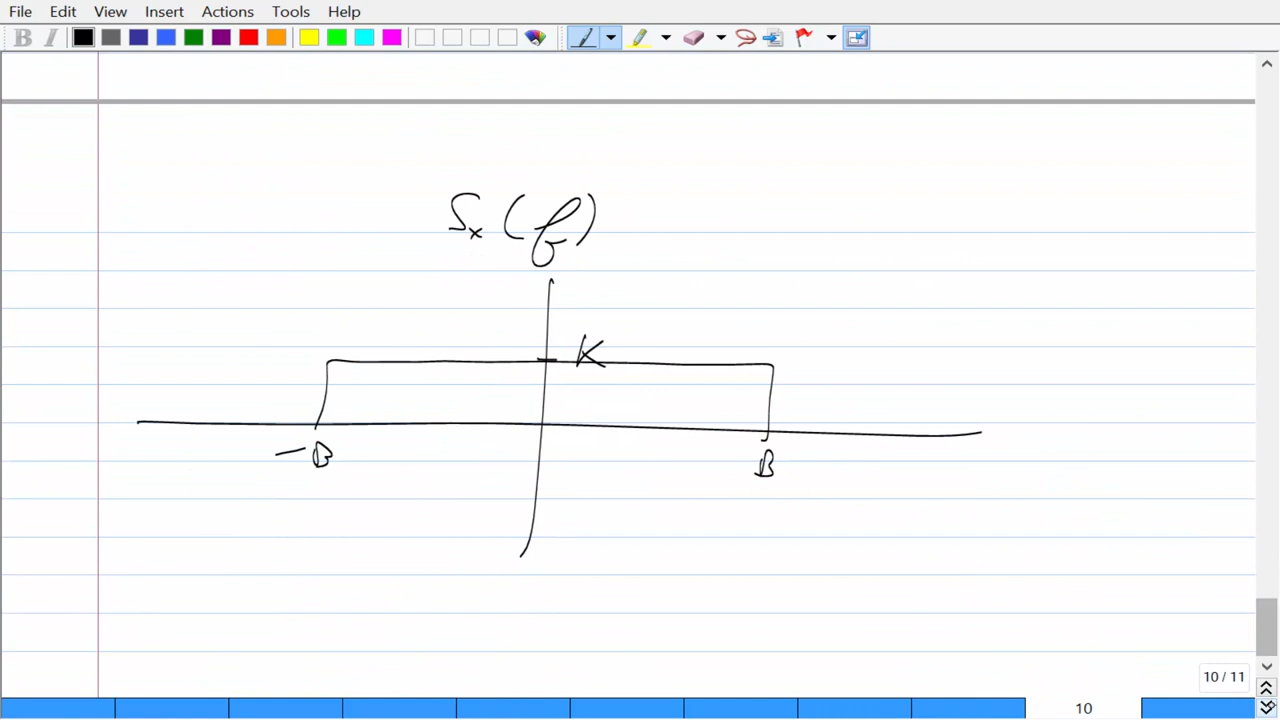 File Edit View Insert Actions Tools Help
B I
Sx (f)
K
-B B
10 / 11
10